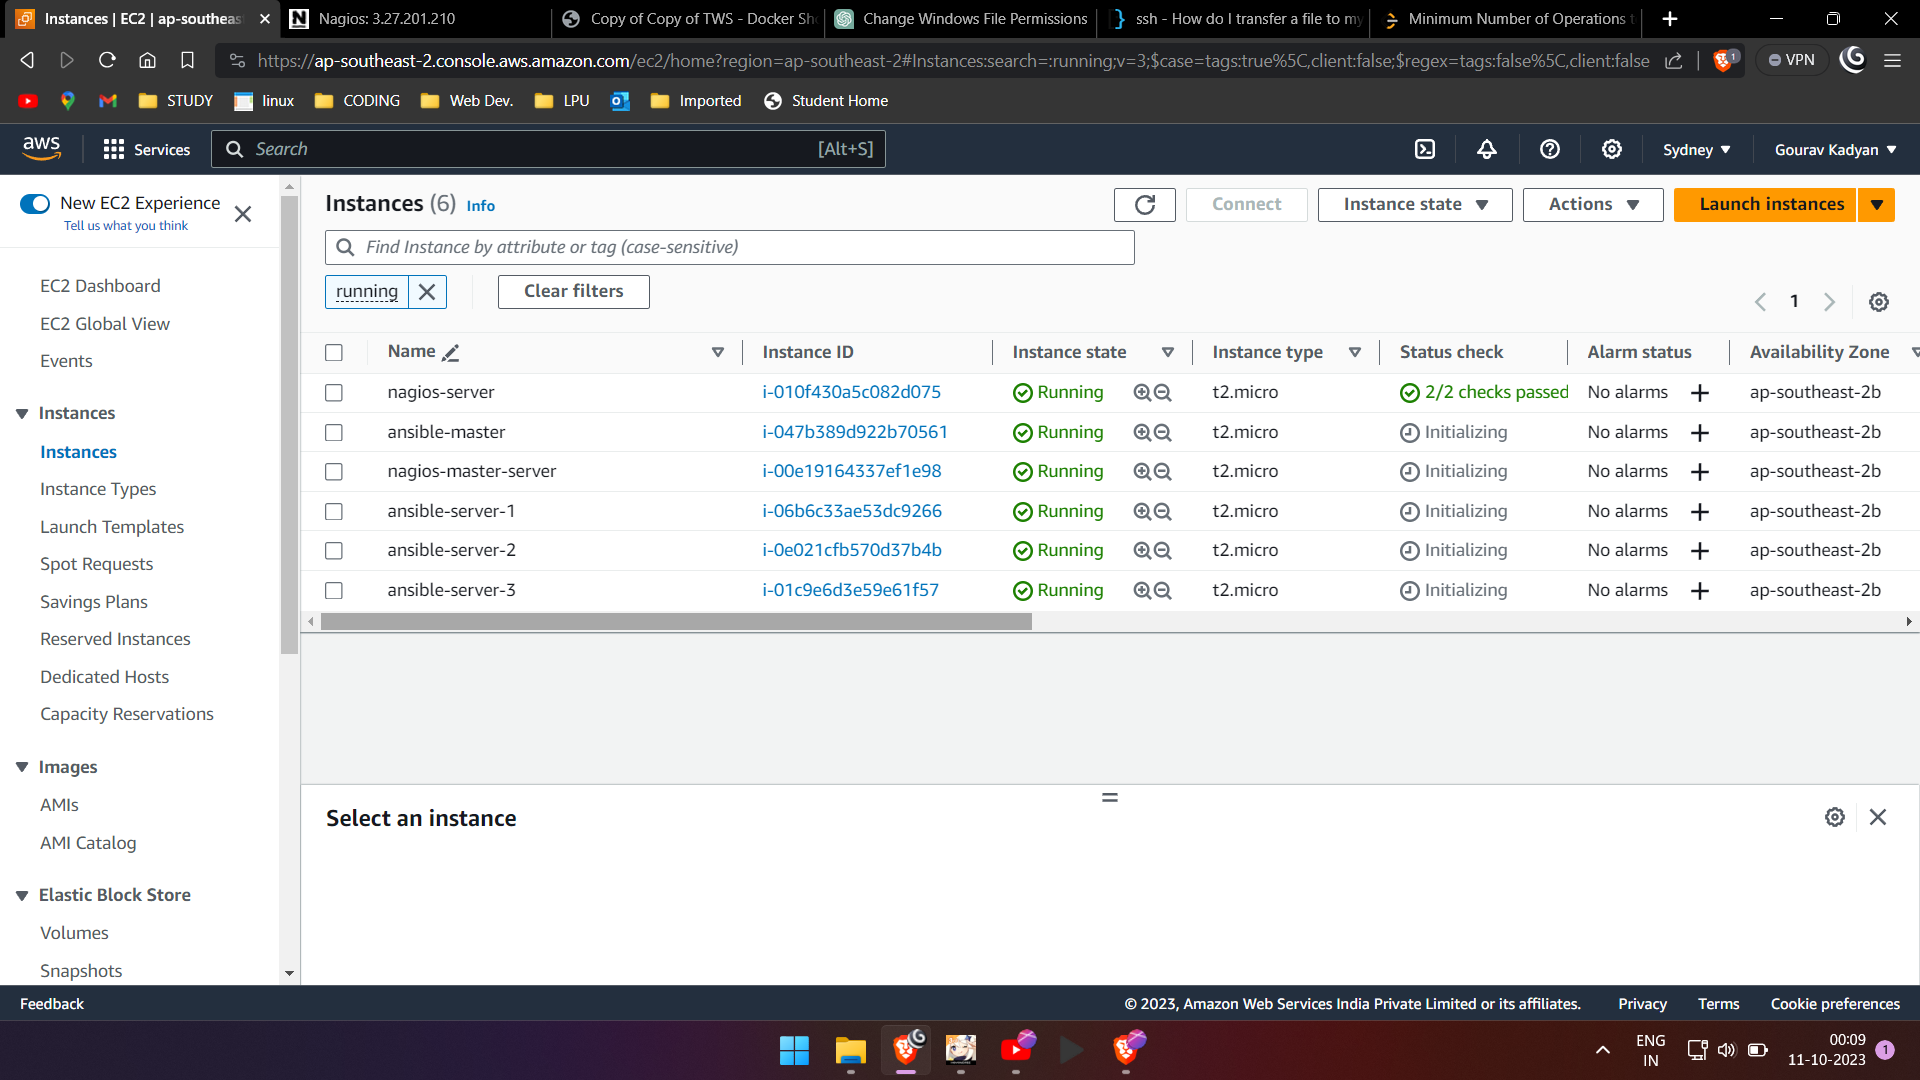 Instances | EC2 | ap-southeas
Nagios: 3.27.201.210
Copy of Copy of TWS - Docker Sh
Change Windows File Permissions
ssh - How do I transfer a file to my
Minimum Number of Operations t
https://ap-southeast-2.console.aws.amazon.com/ec2/home?region=ap-southeast-2#Instances:search=:running;v=3;$case=tags:true%5C,client:false;$regex=tags:false%5C,client:false
1
VPN
STUDY
linux
CODING
Web Dev.
LPU
Imported
Student Home
aws
Services
Search
[Alt+S]
Sydney
Gourav Kadyan
New EC2 Experience
Tell us what you think
EC2 Dashboard
EC2 Global View
Events
Instances
Instances
Instance Types
Launch Templates
Spot Requests
Savings Plans
Reserved Instances
Dedicated Hosts
Capacity Reservations
Images
AMIs
AMI Catalog
Elastic Block Store
Volumes
Snapshots
Instances (6) Info
Connect
Instance state
Actions
Launch instances
Find Instance by attribute or tag (case-sensitive)
running
Clear filters
1
Name Instance ID Instance state Instance type Status check Alarm status Availability Zone
nagios-server i-010f430a5c082d075 Running t2.micro 2/2 checks passed No alarms ap-southeast-2b
ansible-master i-047b389d922b70561 Running t2.micro Initializing No alarms ap-southeast-2b
nagios-master-server i-00e19164337ef1e98 Running t2.micro Initializing No alarms ap-southeast-2b
ansible-server-1 i-06b6c33ae53dc9266 Running t2.micro Initializing No alarms ap-southeast-2b
ansible-server-2 i-0e021cfb570d37b4b Running t2.micro Initializing No alarms ap-southeast-2b
ansible-server-3 i-01c9e6d3e59e61f57 Running t2.micro Initializing No alarms ap-southeast-2b
Select an instance
Feedback
© 2023, Amazon Web Services India Private Limited or its affiliates.
Privacy
Terms
Cookie preferences
ENG
IN
00:09
11-10-2023
1